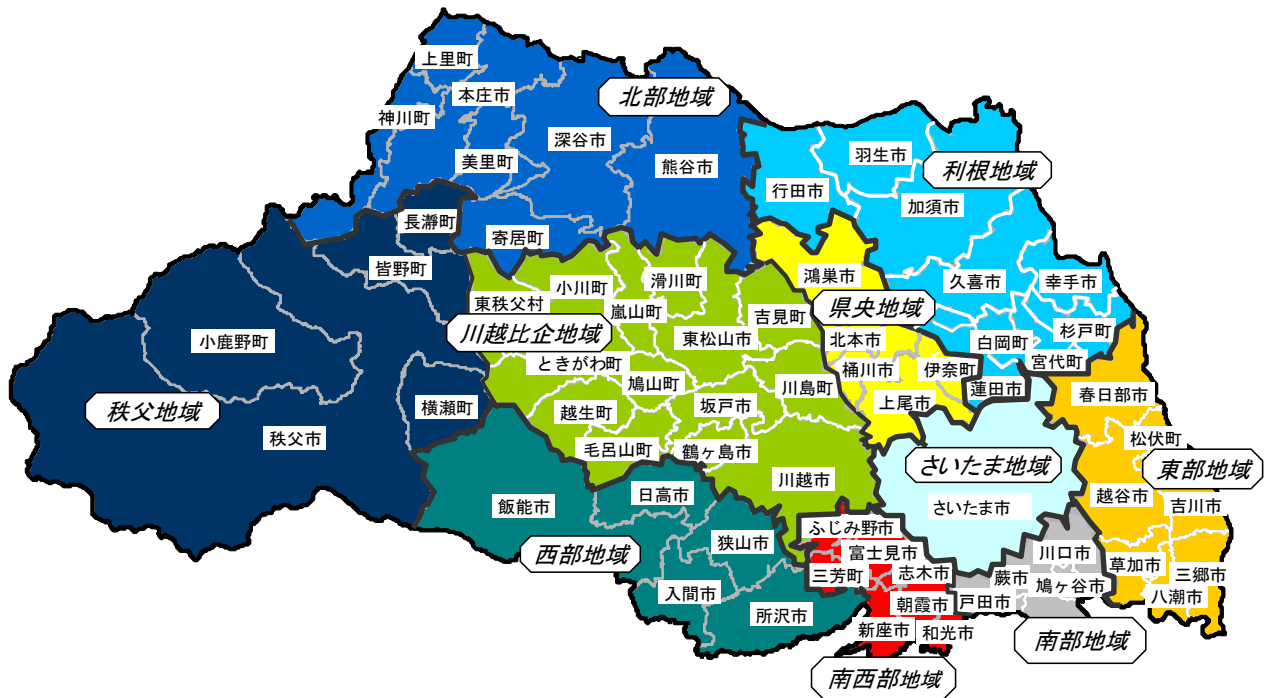 上里町
本庄市
神川町
北部地域
深谷市
美里町
熊谷市
羽生市
利根地域
行田市
加須市
長瀞町
寄居町
皆野町
小川町
滑川町
鴻巣市
久喜市
幸手市
東秩父村
嵐山町
吉見町
県央地域
小鹿野町
川越比企地域
東松山市
北本市
白岡町
杉戸町
ときがわ町
桶川市
伊奈町
宮代町
鳩山町
川島町
蓮田市
春日部市
秩父地域
横瀬町
越生町
坂戸市
上尾市
秩父市
毛呂山町
鶴ヶ島市
松伏町
川越市
さいたま地域
東部地域
日高市
越谷市
飯能市
さいたま市
吉川市
ふじみ野市
西部地域
狭山市
富士見市
川口市
三芳町
志木市
草加市
蕨市
三郷市
入間市
鳩ヶ谷市
朝霞市
戸田市
八潮市
所沢市
新座市
和光市
南部地域
南西部地域